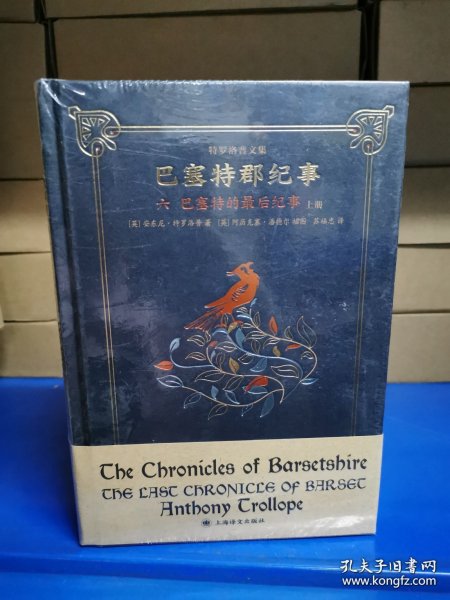 特罗洛普文集
巴塞特郡纪事
六 巴塞特的最后纪事 上册
[英] 安东尼·特罗洛普 著 [英] 阿历克塞·潘德尔 插图 苏福忠 译
The Chronicles of Barsetshire
THE LAST CHRONICLE OF BARSET
Anthony Trollope
上海译文出版社
孔夫子旧书网
www.kongfz.com